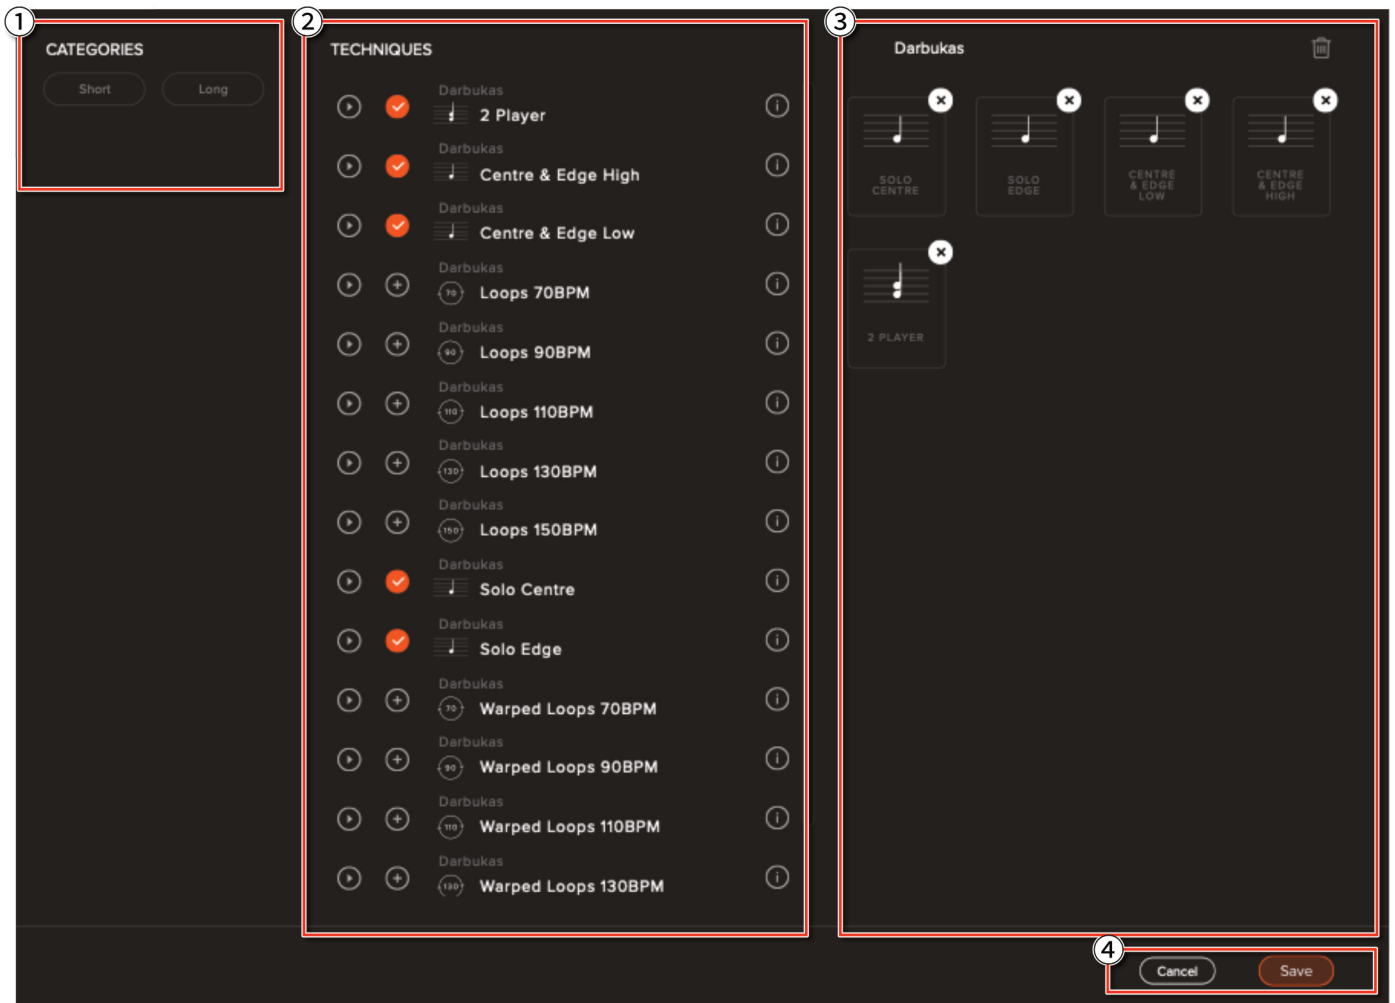 1
CATEGORIES
Short
Long
2
TECHNIQUES
Darbukas
2 Player
Darbukas
Centre & Edge High
Darbukas
Centre & Edge Low
Darbukas
70
Loops 70BPM
Darbukas
90
Loops 90BPM
Darbukas
110
Loops 110BPM
Darbukas
130
Loops 130BPM
Darbukas
150
Loops 150BPM
Darbukas
Solo Centre
Darbukas
Solo Edge
Darbukas
70
Warped Loops 70BPM
Darbukas
90
Warped Loops 90BPM
Darbukas
110
Warped Loops 110BPM
Darbukas
130
Warped Loops 130BPM
3
Darbukas
SOLO
CENTRE
SOLO
EDGE
CENTRE
& EDGE
LOW
CENTRE
& EDGE
HIGH
2 PLAYER
4
Cancel
Save